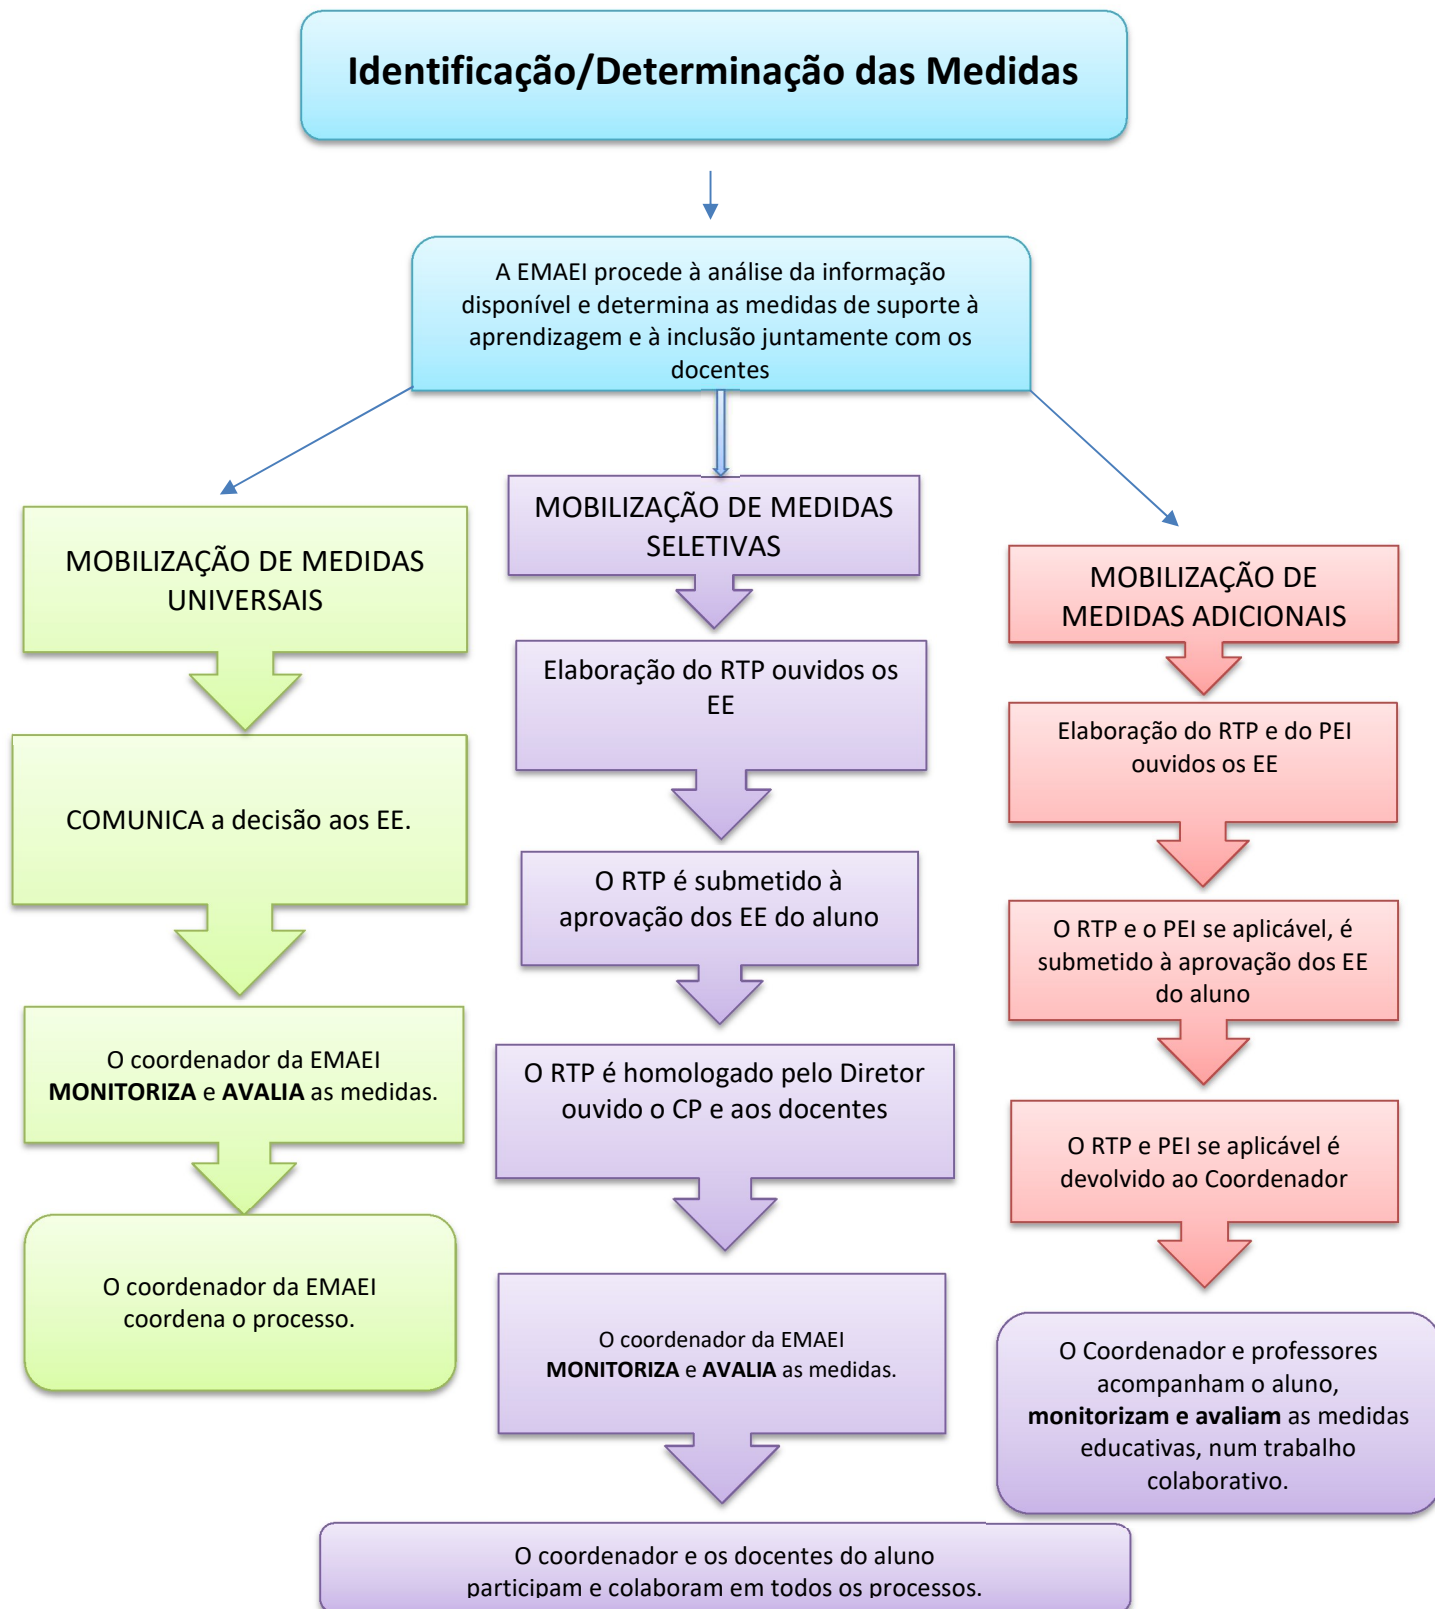 Identificação/Determinação das Medidas
A EMAEI procede à análise da informação
disponível e determina as medidas de suporte à
aprendizagem e à inclusão juntamente com os
docentes
MOBILIZAÇÃO DE MEDIDAS
UNIVERSAIS
COMUNICA a decisão aos EE.
O coordenador da EMAEI
MONITORIZA e AVALIA as medidas.
O coordenador da EMAEI
coordena o processo.
MOBILIZAÇÃO DE MEDIDAS
SELETIVAS
Elaboração do RTP ouvidos os
EE
O RTP é submetido à
aprovação dos EE do aluno
O RTP é homologado pelo Diretor
ouvido o CP e aos docentes
O coordenador da EMAEI
MONITORIZA e AVALIA as medidas.
O coordenador e os docentes do aluno
participam e colaboram em todos os processos.
MOBILIZAÇÃO DE
MEDIDAS ADICIONAIS
Elaboração do RTP e do PEI
ouvidos os EE
O RTP e o PEI se aplicável, é
submetido à aprovação dos EE
do aluno
O RTP e PEI se aplicável é
devolvido ao Coordenador
O Coordenador e professores
acompanham o aluno,
monitorizam e avaliam as medidas
educativas, num trabalho
colaborativo.